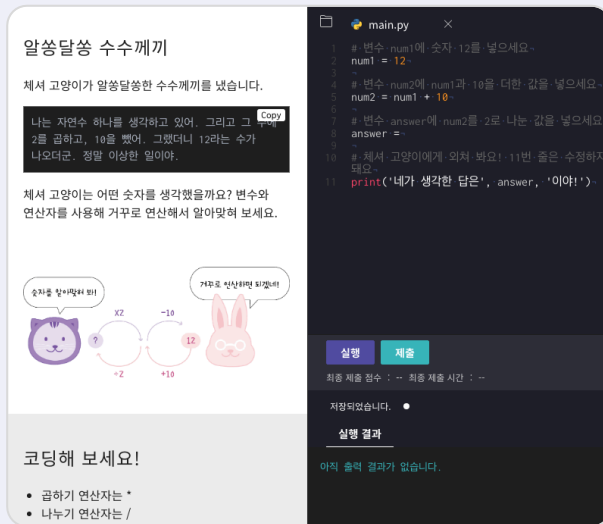 알쏭달쏭 수수께끼
체셔 고양이가 알쏭달쏭한 수수께끼를 냈습니다.
Copy
나는 자연수 하나를 생각하고 있어. 그리고 그 수에
2를 곱하고, 10을 뺐어. 그랬더니 12라는 수가
나오더군. 정말 이상한 일이야.
체셔 고양이는 어떤 숫자를 생각했을까요? 변수와
연산자를 사용해 거꾸로 연산해서 알아맞혀 보세요.
숫자를 알아맞혀 봐!
거꾸로 연산하면 되겠네!
X2
-10
?
12
÷2
+10
코딩해 보세요!
• 곱하기 연산자는 *
• 나누기 연산자는 /
main.py ×
1 # 변수 num1에 숫자 12를 넣으세요
2 num1 = 12
3
4 # 변수 num2에 num1과 10을 더한 값을 넣으세요
5 num2 = num1 + 10
6
7 # 변수 answer에 num2를 2로 나눈 값을 넣으세요
8 answer =
9
10 # 체셔 고양이에게 외쳐 봐요! 11번 줄은 수정하지
돼요
11 print('네가 생각한 답은', answer, '이야!')
실행
제출
최종 제출 점수 : -- 최종 제출 시간 : --
저장되었습니다.
실행 결과
아직 출력 결과가 없습니다.